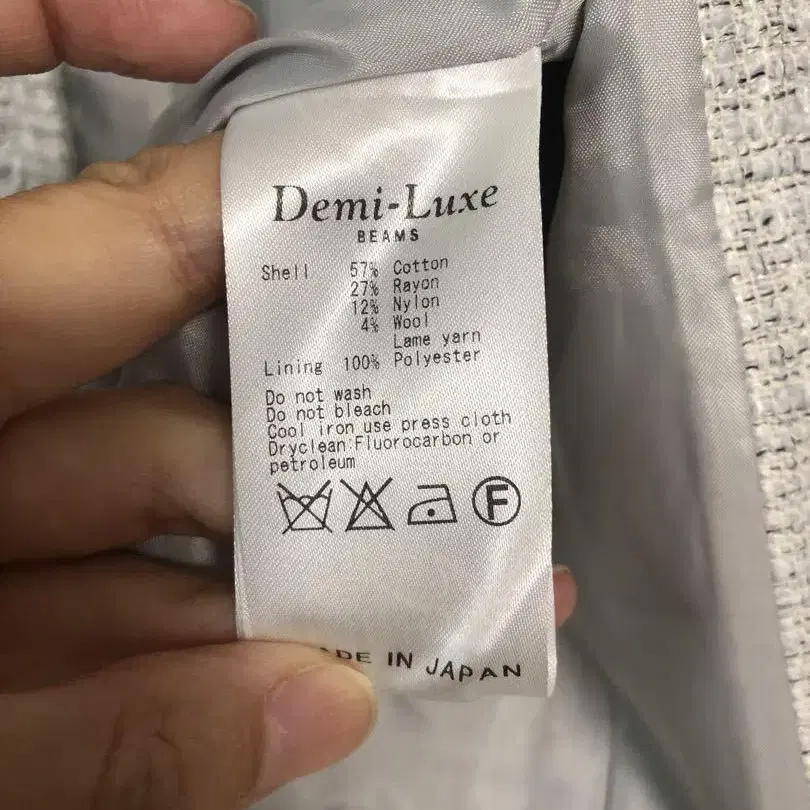 Demi-Luxe
BEAMS
Shell 57% Cotton
27% Rayon
12% Nylon
4% Wool
Lame yarn
Lining 100% Polyester
Do not wash
Do not bleach
Cool iron use press cloth
Dryclean Fluorocarbon or
petroleum
F
IN JAPAN